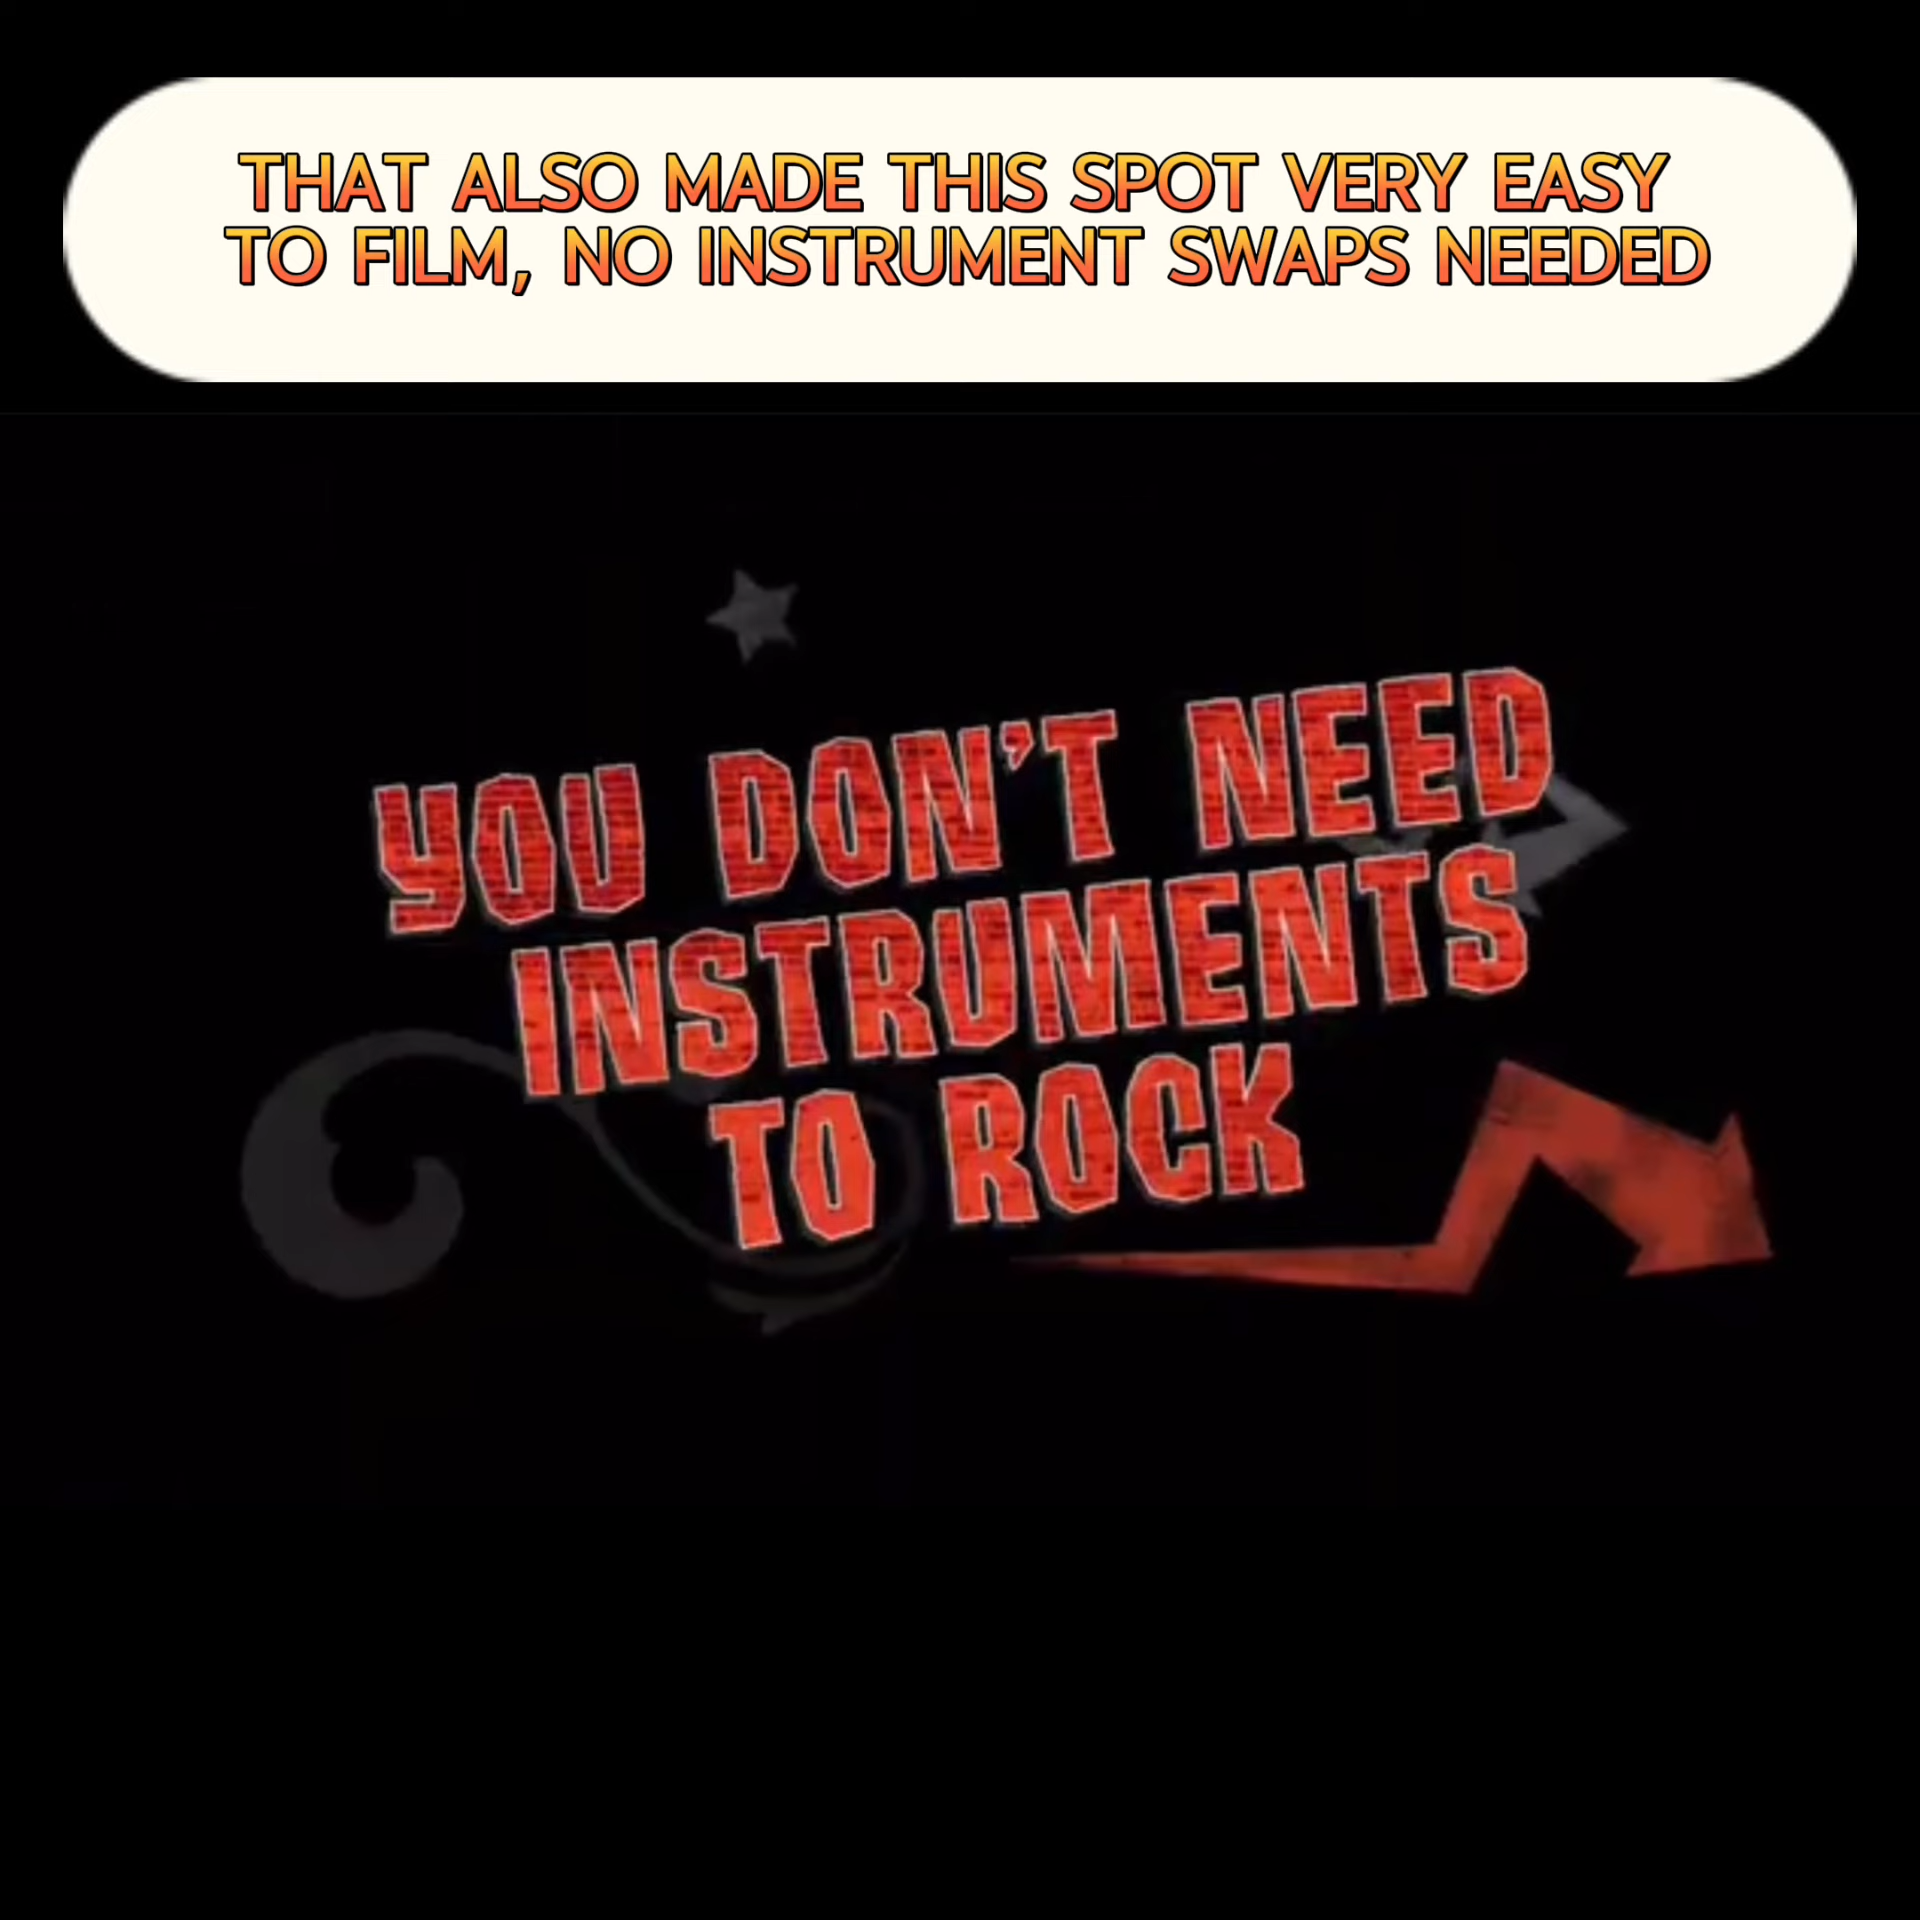 THAT ALSO MADE THIS SPOT VERY EASY
TO FILM, NO INSTRUMENT SWAPS NEEDED
YOU DON'T NEED
INSTRUMENTS
TO ROCK